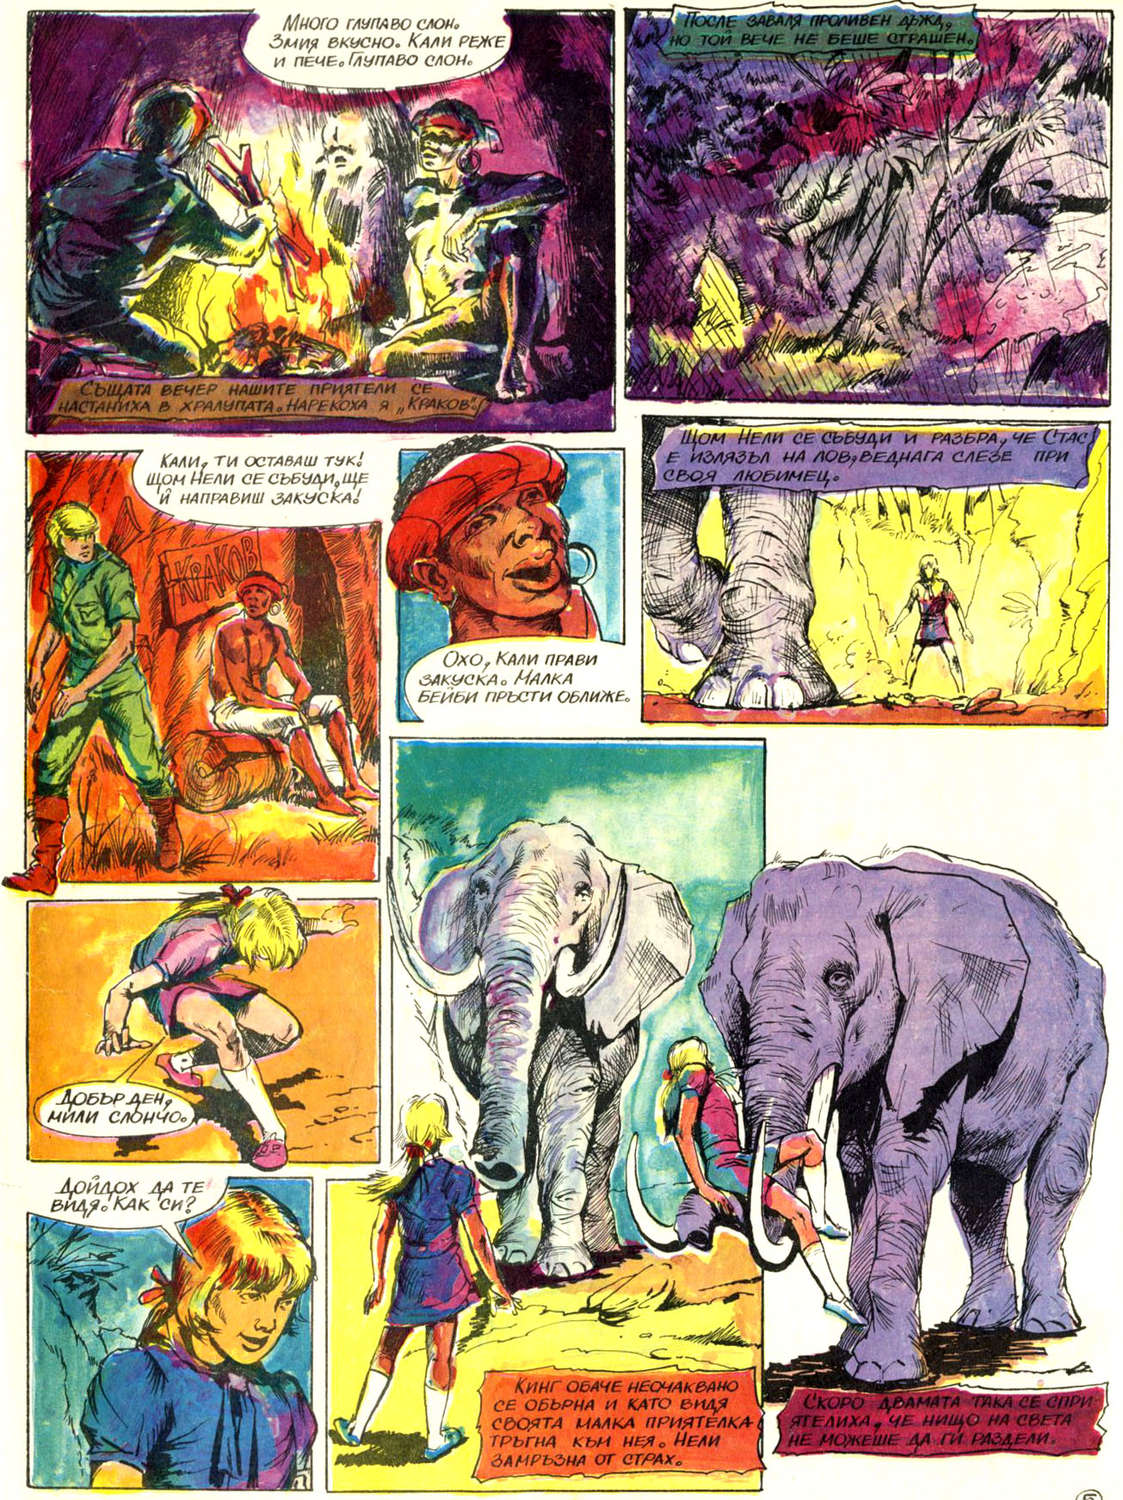 Много глупаво слон.
Змия вкусно. Кали реже
и пече. Глупаво слон.
Същата вечер нашите приятели се
настаниха в хралупата. Нарекоха я „Краков“.
После заваля проливен дъжд,
но той вече не беше страшен.
Кали, ти оставаш тук!
Щом Нели се събуди, ще
й направиш закуска!
КРАКОВ
Охо, Кали прави
закуска. Малка
бейби пръсти оближе.
Щом Нели се събуди и разбра, че Стас
е излязъл на лов, веднага слезе при
своя любимец.
Добър ден,
мили слончо.
Дойдох да те
видя. Как си?
Кинг обаче неочаквано
се обърна и като видя
своята малка приятелка
тръгна към нея. Нели
замръзна от страх.
Скоро двамата така се спри-
ятелиха, че нищо на света
не можеше да ги раздели.
5